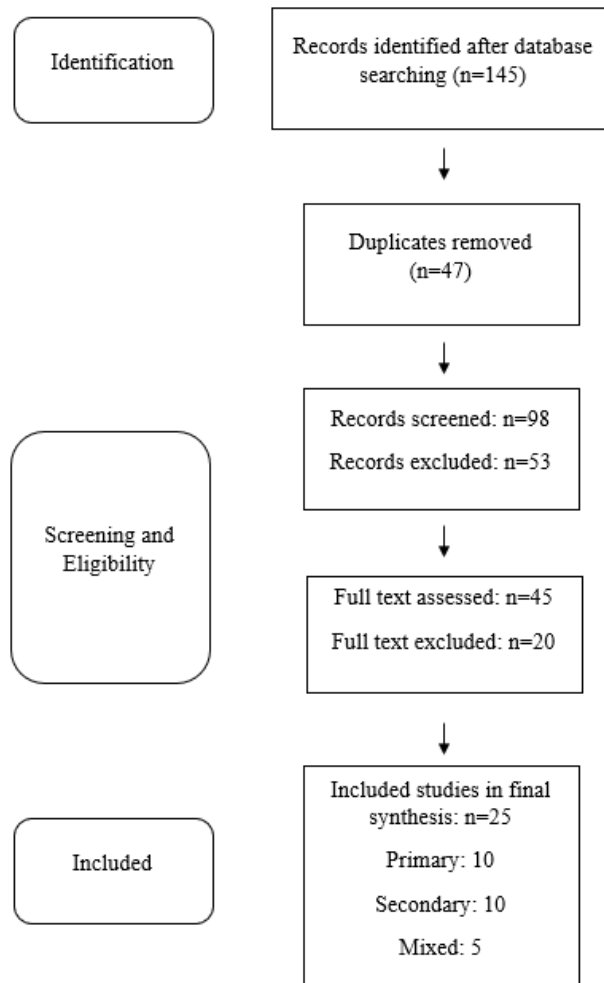 Identification
Records identified after database
searching (n=145)
Duplicates removed
(n=47)
Records screened: n=98
Records excluded: n=53
Screening and
Eligibility
Full text assessed: n=45
Full text excluded: n=20
Included studies in final
synthesis: n=25
Primary: 10
Secondary: 10
Mixed: 5
Included